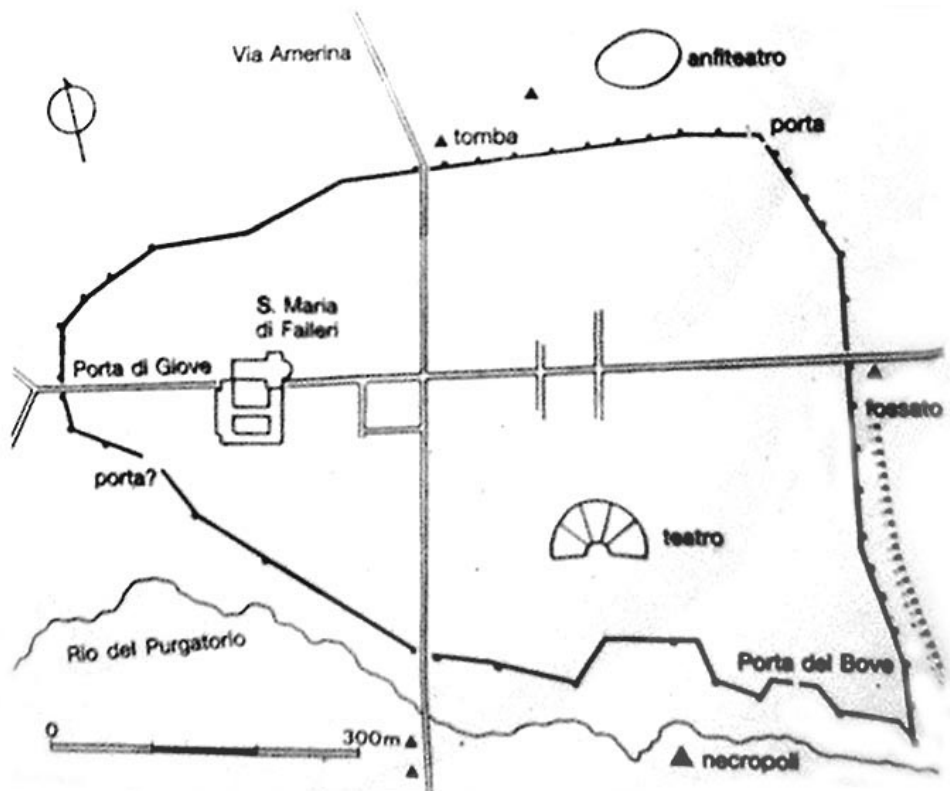 Via Amerina
anfiteatro
tomba
porta
S. Maria
di Falleri
Porta di Giove
fossato
porta?
teatro
Rio del Purgatorio
Porta del Bove
0
300m
necropoli